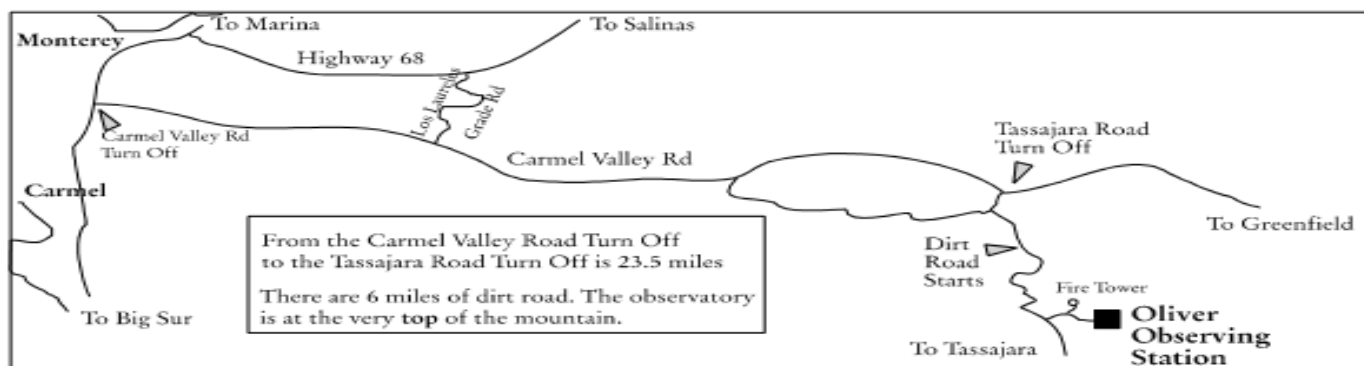 To Marina
To Salinas
Monterey
Highway 68
Los Laureles
Grade Rd
Carmel Valley Rd
Turn Off
Carmel Valley Rd
Tassajara Road
Turn Off
Carmel
To Greenfield
From the Carmel Valley Road Turn Off
to the Tassajara Road Turn Off is 23.5 miles
There are 6 miles of dirt road. The observatory
is at the very top of the mountain.
Dirt
Road
Starts
Fire Tower
To Big Sur
Oliver
Observing
Station
To Tassajara